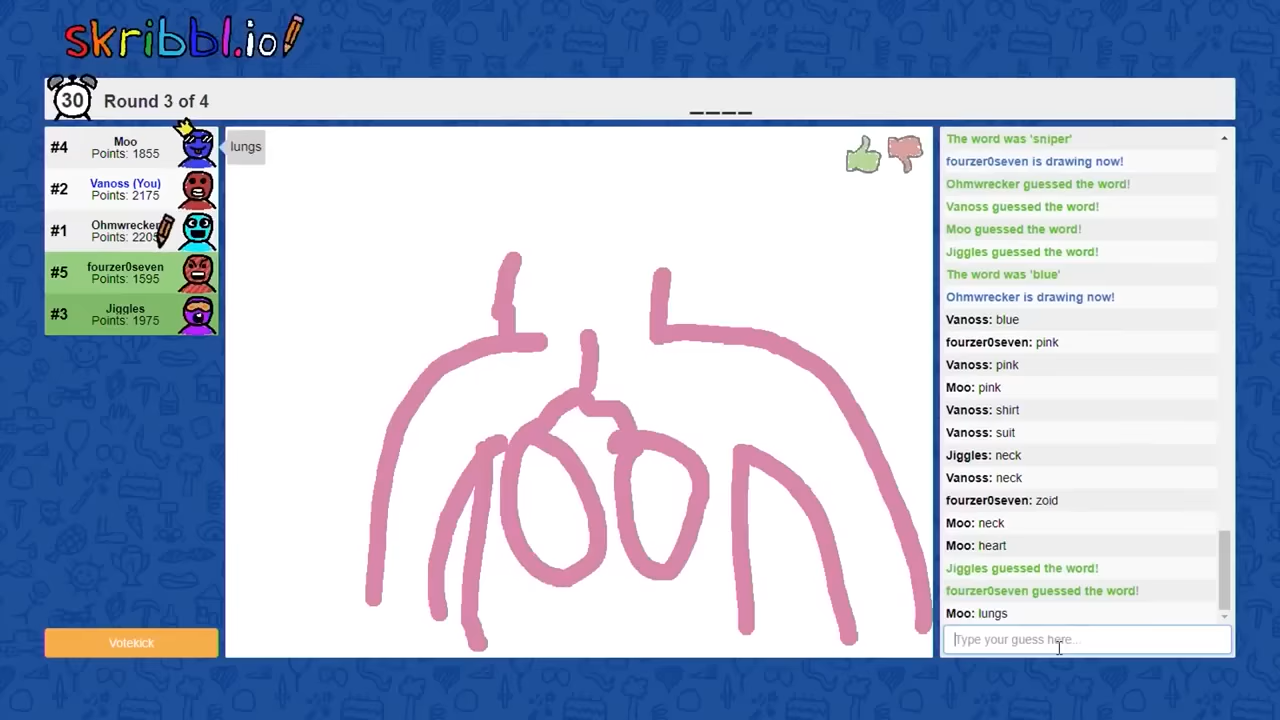 skribbl.io
30
Round 3 of 4
____
#4 Moo
Points: 1855
lungs
#2 Vanoss (You)
Points: 2175
#1 Ohmwrecker
Points: 2205
#5 fourzer0seven
Points: 1595
#3 Jiggles
Points: 1975
Votekick
The word was 'sniper'
fourzer0seven is drawing now!
Ohmwrecker guessed the word!
Vanoss guessed the word!
Moo guessed the word!
Jiggles guessed the word!
The word was 'blue'
Ohmwrecker is drawing now!
Vanoss: blue
fourzer0seven: pink
Vanoss: pink
Moo: pink
Vanoss: shirt
Vanoss: suit
Jiggles: neck
Vanoss: neck
fourzer0seven: zoid
Moo: neck
Moo: heart
Jiggles guessed the word!
fourzer0seven guessed the word!
Moo: lungs
Type your guess here...